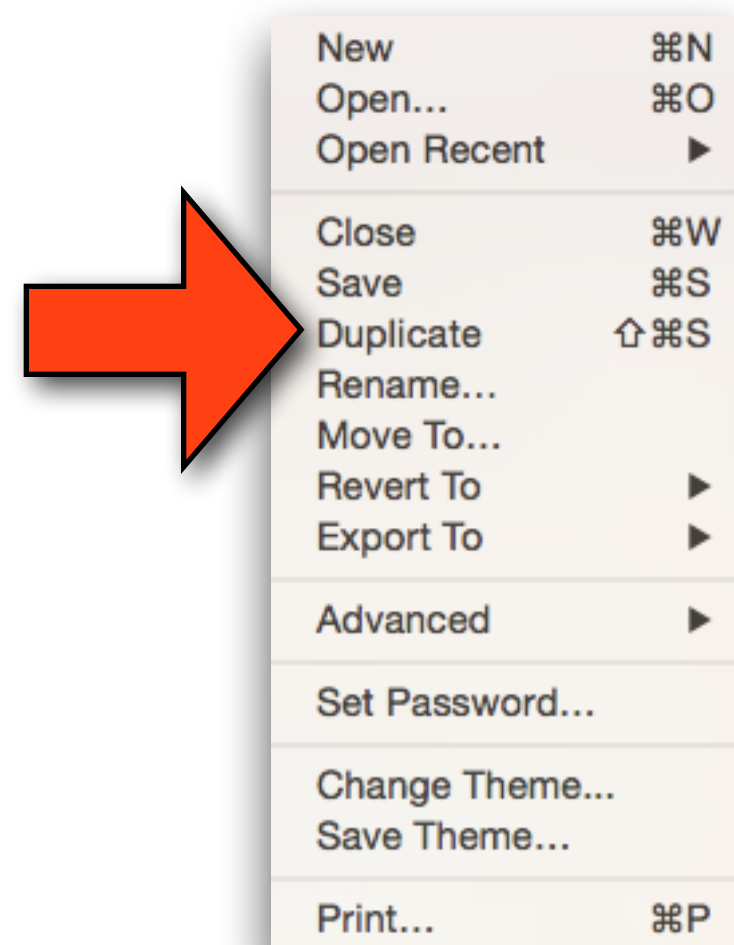 New ⌘N
Open... ⌘O
Open Recent ▶
Close ⌘W
Save ⌘S
Duplicate ⇧⌘S
Rename...
Move To...
Revert To ▶
Export To ▶
Advanced ▶
Set Password...
Change Theme...
Save Theme...
Print... ⌘P